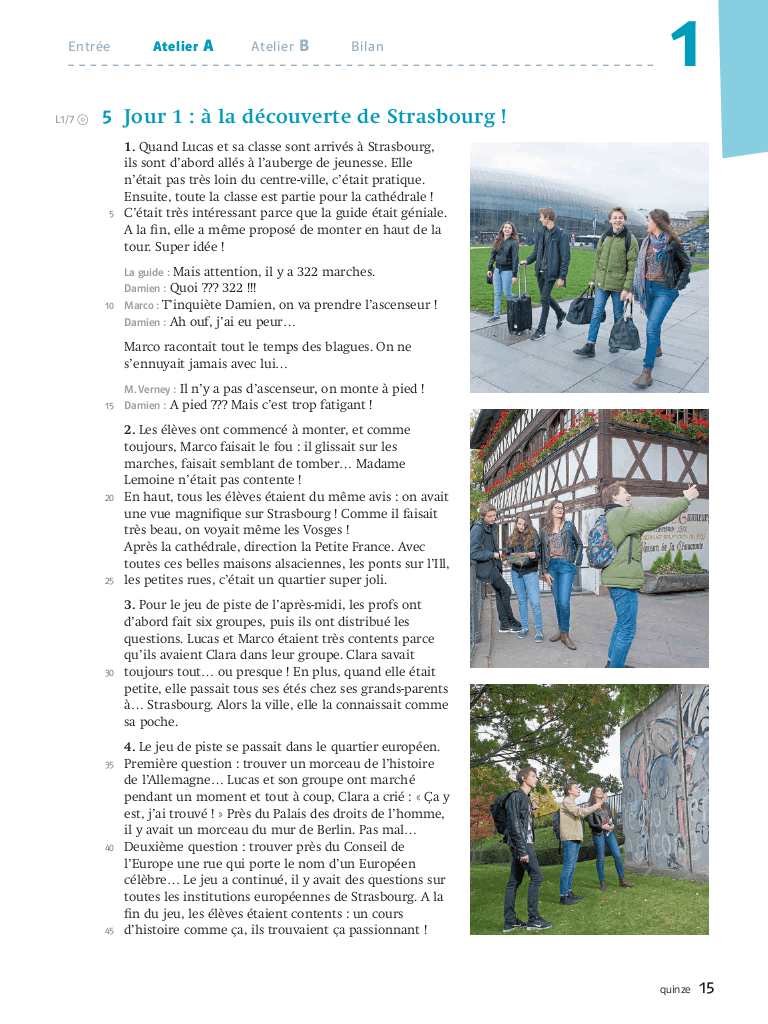 Entrée Atelier A Atelier B Bilan
1
L1/7 5 Jour 1 : à la découverte de Strasbourg !
1. Quand Lucas et sa classe sont arrivés à Strasbourg,
ils sont d'abord allés à l'auberge de jeunesse. Elle
n'était pas très loin du centre-ville, c'était pratique.
Ensuite, toute la classe est partie pour la cathédrale !
5 C'était très intéressant parce que la guide était géniale.
A la fin, elle a même proposé de monter en haut de la
tour. Super idée !
La guide : Mais attention, il y a 322 marches.
Damien : Quoi ??? 322 !!!
10 Marco : T'inquiète Damien, on va prendre l'ascenseur !
Damien : Ah ouf, j'ai eu peur…
Marco racontait tout le temps des blagues. On ne
s'ennuyait jamais avec lui…
M. Verney : Il n'y a pas d'ascenseur, on monte à pied !
15 Damien : A pied ??? Mais c'est trop fatigant !
2. Les élèves ont commencé à monter, et comme
toujours, Marco faisait le fou : il glissait sur les
marches, faisait semblant de tomber… Madame
Lemoine n'était pas contente !
20 En haut, tous les élèves étaient du même avis : on avait
une vue magnifique sur Strasbourg ! Comme il faisait
très beau, on voyait même les Vosges !
Après la cathédrale, direction la Petite France. Avec
toutes ces belles maisons alsaciennes, les ponts sur l'Ill,
25 les petites rues, c'était un quartier super joli.
3. Pour le jeu de piste de l'après-midi, les profs ont
d'abord fait six groupes, puis ils ont distribué les
questions. Lucas et Marco étaient très contents parce
qu'ils avaient Clara dans leur groupe. Clara savait
30 toujours tout… ou presque ! En plus, quand elle était
petite, elle passait tous ses étés chez ses grands-parents
à… Strasbourg. Alors la ville, elle la connaissait comme
sa poche.
4. Le jeu de piste se passait dans le quartier européen.
35 Première question : trouver un morceau de l'histoire
de l'Allemagne… Lucas et son groupe ont marché
pendant un moment et tout à coup, Clara a crié : « Ça y
est, j'ai trouvé ! » Près du Palais des droits de l'homme,
il y avait un morceau du mur de Berlin. Pas mal…
40 Deuxième question : trouver près du Conseil de
l'Europe une rue qui porte le nom d'un Européen
célèbre… Le jeu a continué, il y avait des questions sur
toutes les institutions européennes de Strasbourg. A la
fin du jeu, les élèves étaient contents : un cours
45 d'histoire comme ça, ils trouvaient ça passionnant !
quinze 15